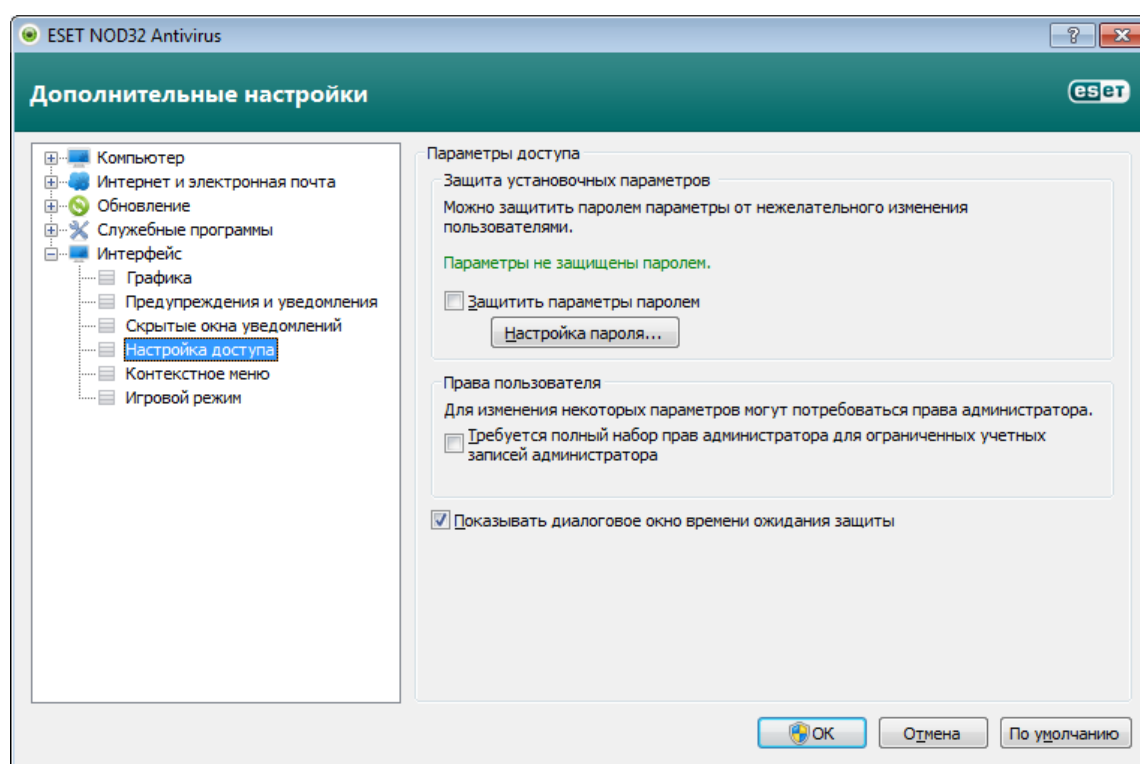 ESET NOD32 Antivirus
Дополнительные настройки
eseт
Компьютер
Интернет и электронная почта
Обновление
Служебные программы
Интерфейс
Графика
Предупреждения и уведомления
Скрытые окна уведомлений
Настройка доступа
Контекстное меню
Игровой режим
Параметры доступа
Защита установочных параметров
Можно защитить паролем параметры от нежелательного изменения
пользователями.
Параметры не защищены паролем.
Защитить параметры паролем
Настройка пароля...
Права пользователя
Для изменения некоторых параметров могут потребоваться права администратора.
Требуется полный набор прав администратора для ограниченных учетных
записей администратора
Показывать диалоговое окно времени ожидания защиты
OK
Отмена
По умолчанию